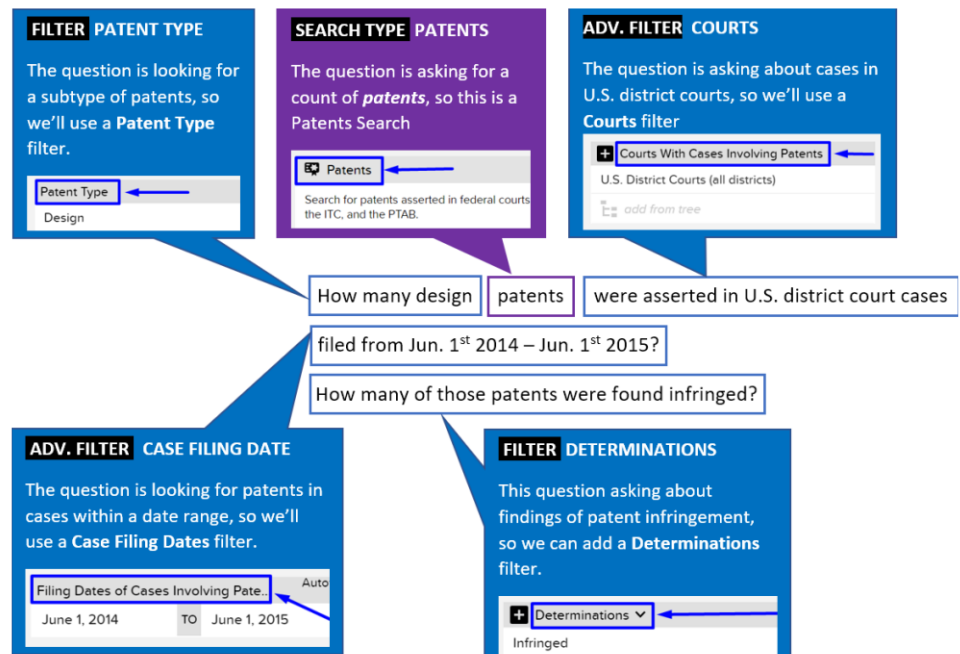 FILTER PATENT TYPE
The question is looking for
a subtype of patents, so
we'll use a Patent Type
filter.
Patent Type
Design
SEARCH TYPE PATENTS
The question is asking for a
count of patents, so this is a
Patents Search
Patents
Search for patents asserted in federal courts
the ITC, and the PTAB.
ADV. FILTER COURTS
The question is asking about cases in
U.S. district courts, so we'll use a
Courts filter
Courts With Cases Involving Patents
U.S. District Courts (all districts)
add from tree
How many design patents were asserted in U.S. district court cases
filed from Jun. 1st 2014 – Jun. 1st 2015?
How many of those patents were found infringed?
ADV. FILTER CASE FILING DATE
The question is looking for patents in
cases within a date range, so we'll
use a Case Filing Dates filter.
Filing Dates of Cases Involving Pate.. Auto
June 1, 2014 TO June 1, 2015
FILTER DETERMINATIONS
This question asking about
findings of patent infringement,
so we can add a Determinations
filter.
Determinations
Infringed